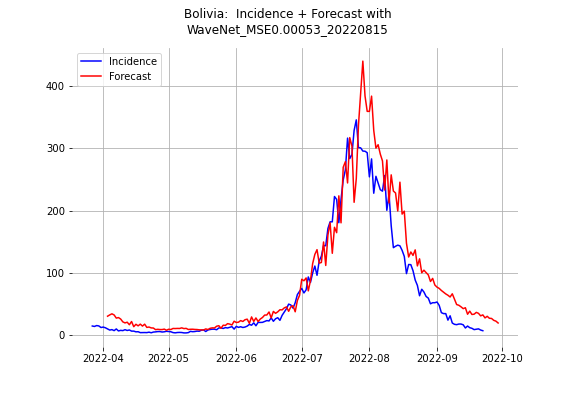 Bolivia:  Incidence + Forecast with
WaveNet_MSE0.00053_20220815
Incidence
Forecast
400
300
200
100
0
2022-04 2022-05 2022-06 2022-07 2022-08 2022-09 2022-10